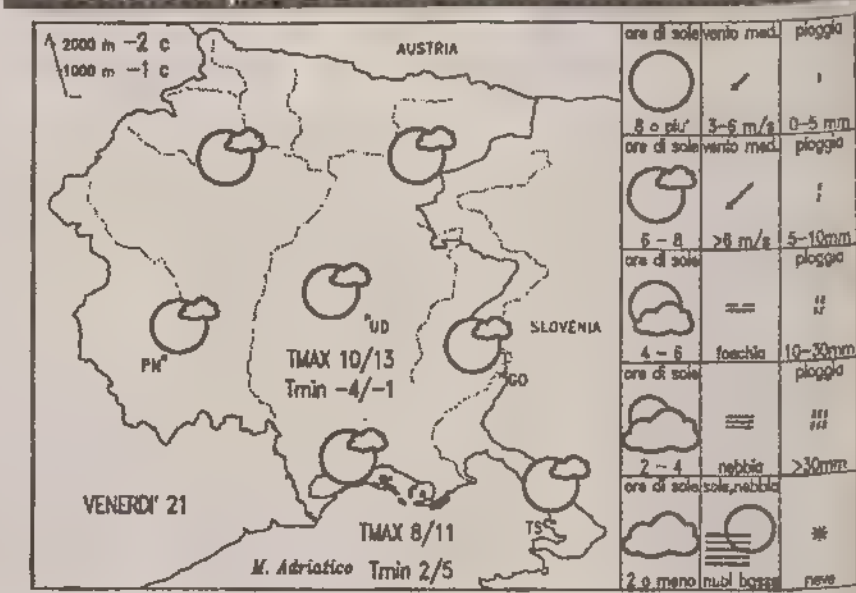 2000 m -2 c
1000 m -1 c
AUSTRIA
SLOVENIA
UD
PN
GO
TS
TMAX 10/13
Tmin -4/-1
VENERDI' 21
TMAX 8/11
M. Adriatico Tmin 2/5
ore di sole vento med. pioggia
8 o piu' 3-6 m/s 0-5 mm
ore di sole vento med. pioggia
6 - 8 >6 m/s 5-10mm
ore di sole pioggia
4 - 6 foschia 10-30mm
ore di sole pioggia
2 - 4 nebbia >30mm
ore di sole sole,nebbia
2 o meno nubi basse neve